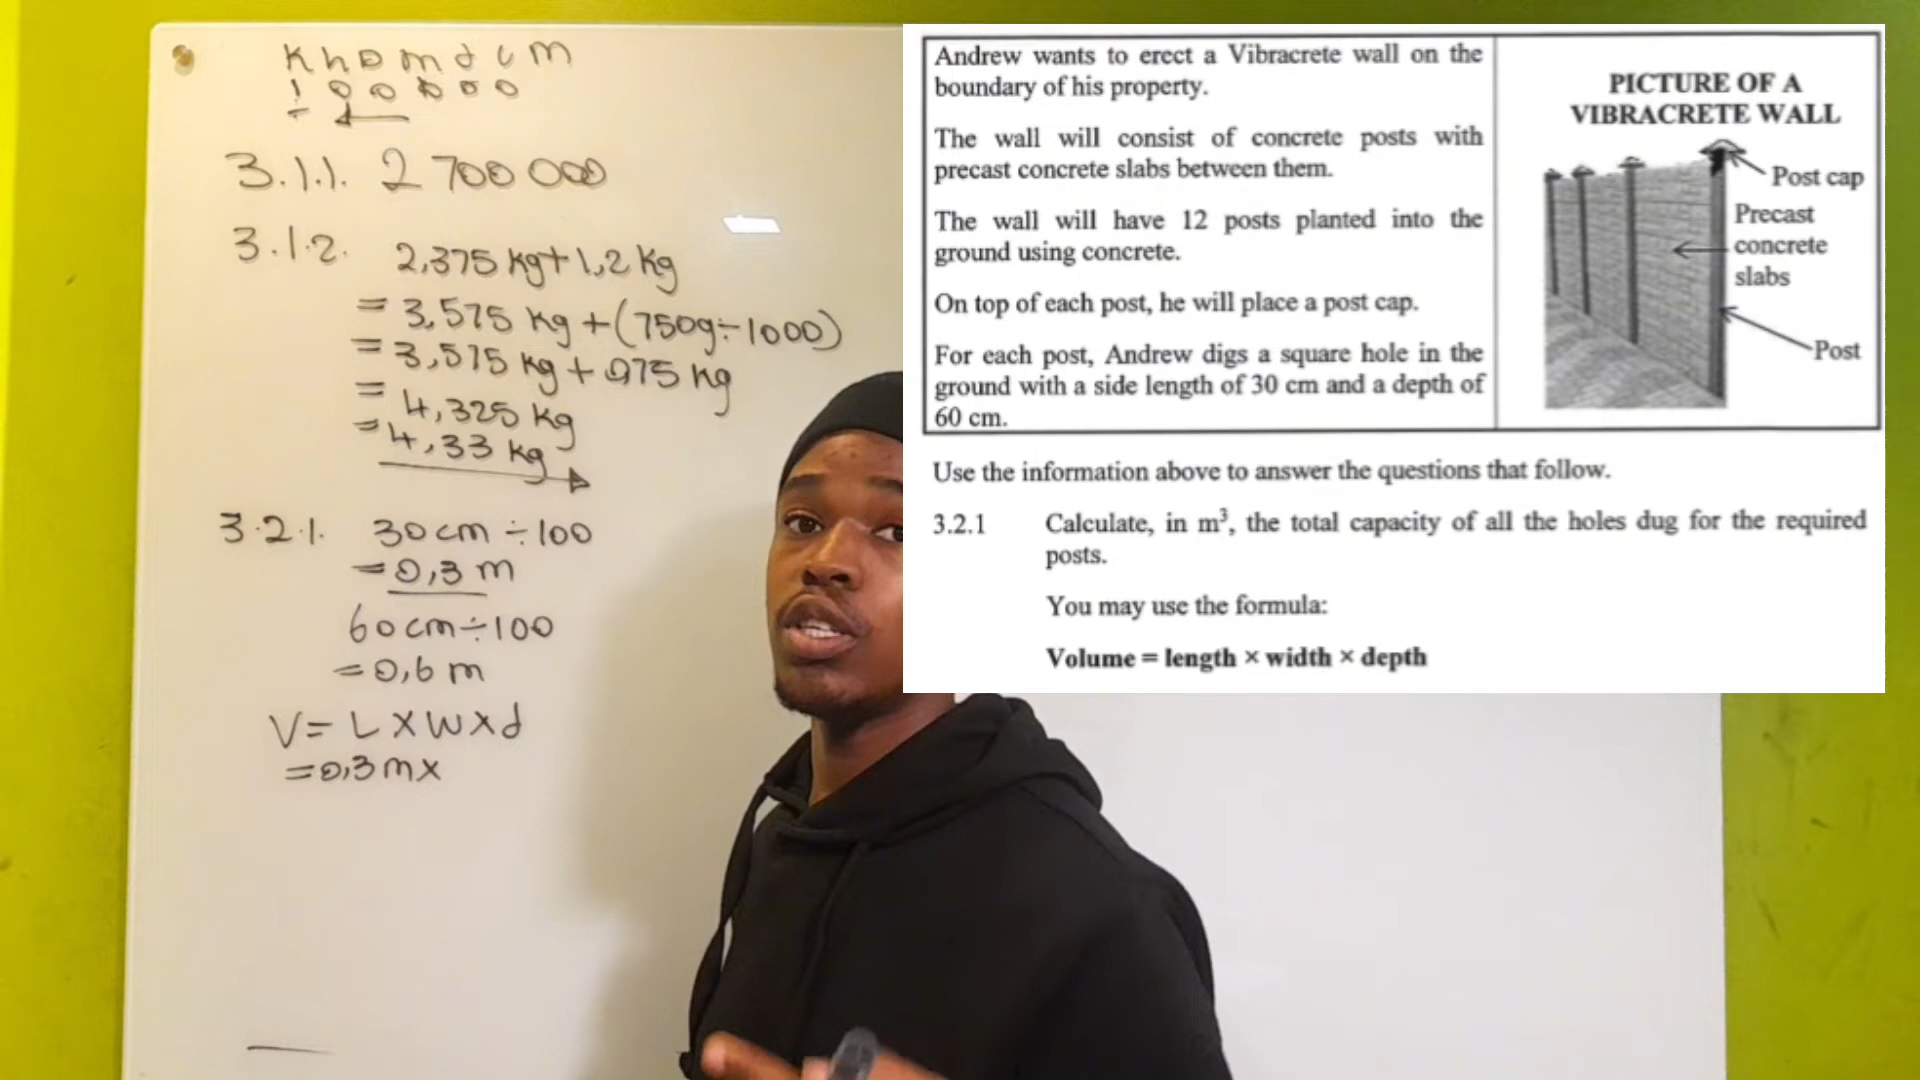 K h D m d c m
1 0 0 0 0 0
÷
3.1.1. 2 700 000
3.1.2. 2,375 kg + 1,2 kg
= 3,575 kg + (750g ÷ 1000)
= 3,575 kg + 0,75 kg
= 4,325 kg
= 4,33 kg
3.2.1. 30 cm ÷ 100
= 0,3 m
60 cm ÷ 100
= 0,6 m
V = L X W X d
= 0,3 m x
Andrew wants to erect a Vibracrete wall on the
boundary of his property.
The wall will consist of concrete posts with
precast concrete slabs between them.
The wall will have 12 posts planted into the
ground using concrete.
On top of each post, he will place a post cap.
For each post, Andrew digs a square hole in the
ground with a side length of 30 cm and a depth of
60 cm.
PICTURE OF A
VIBRACRETE WALL
Post cap
Precast
concrete
slabs
Post
Use the information above to answer the questions that follow.
3.2.1 Calculate, in m³, the total capacity of all the holes dug for the required
posts.
You may use the formula:
Volume = length × width × depth